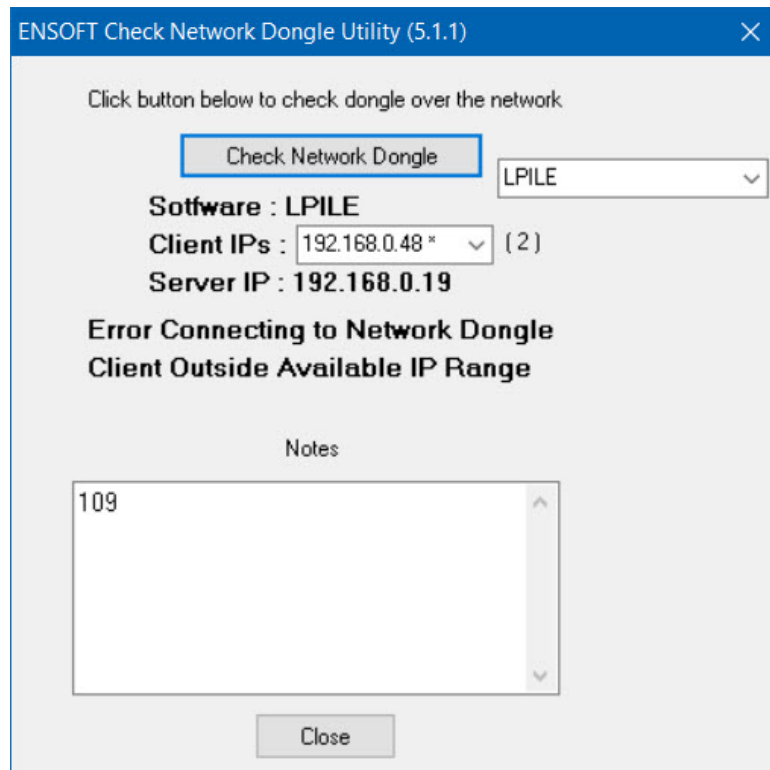 ENSOFT Check Network Dongle Utility (5.1.1)
Click button below to check dongle over the network
Check Network Dongle
LPILE
Sotfware : LPILE
Client IPs : 192.168.0.48 * (2)
Server IP : 192.168.0.19
Error Connecting to Network Dongle
Client Outside Available IP Range
Notes
109
Close